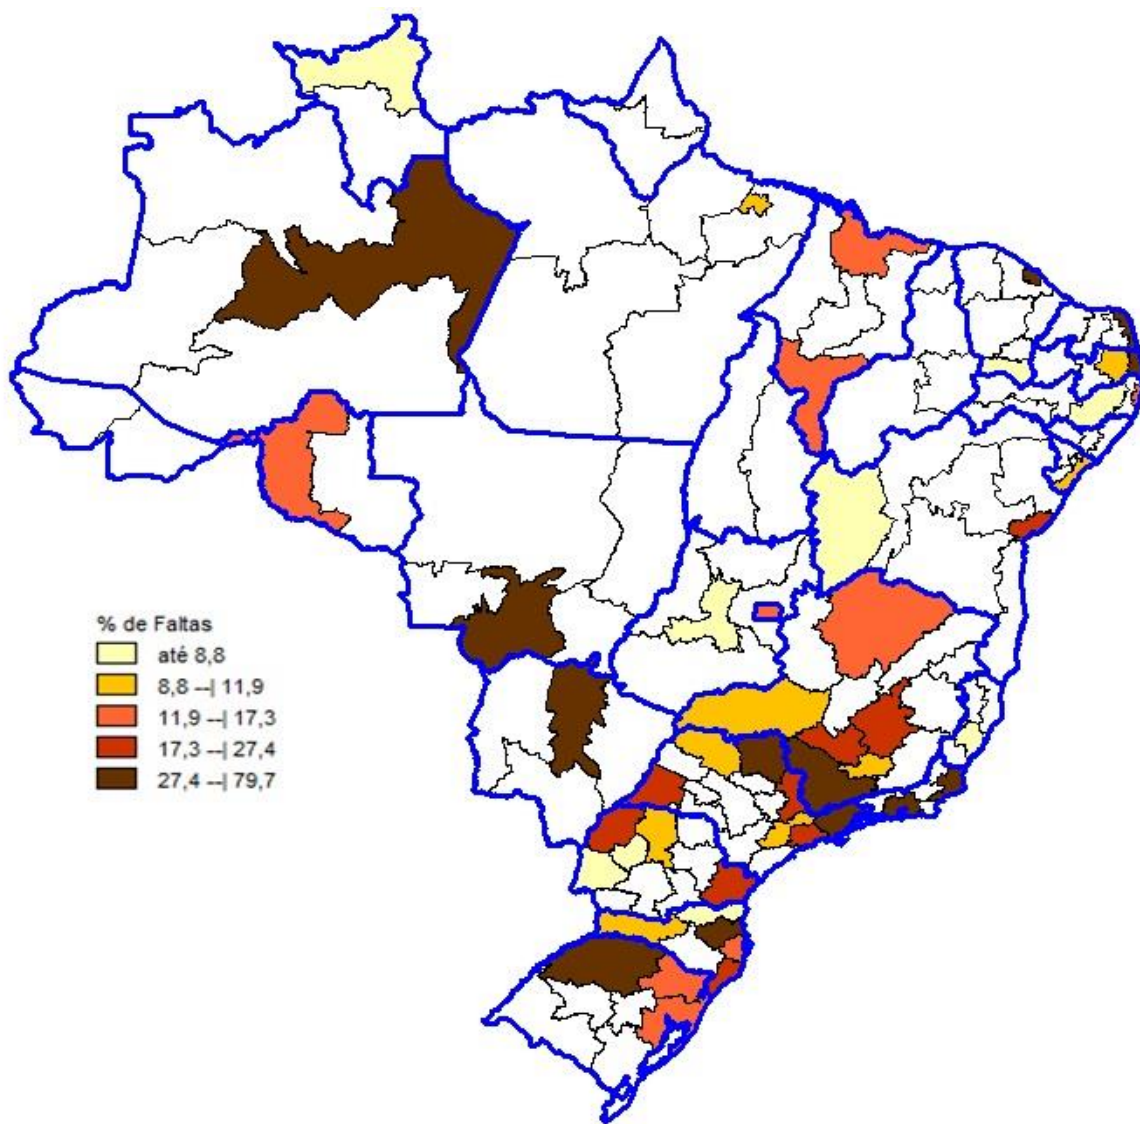 % de Faltas
até 8,8
8,8 --| 11,9
11,9 --| 17,3
17,3 --| 27,4
27,4 --| 79,7